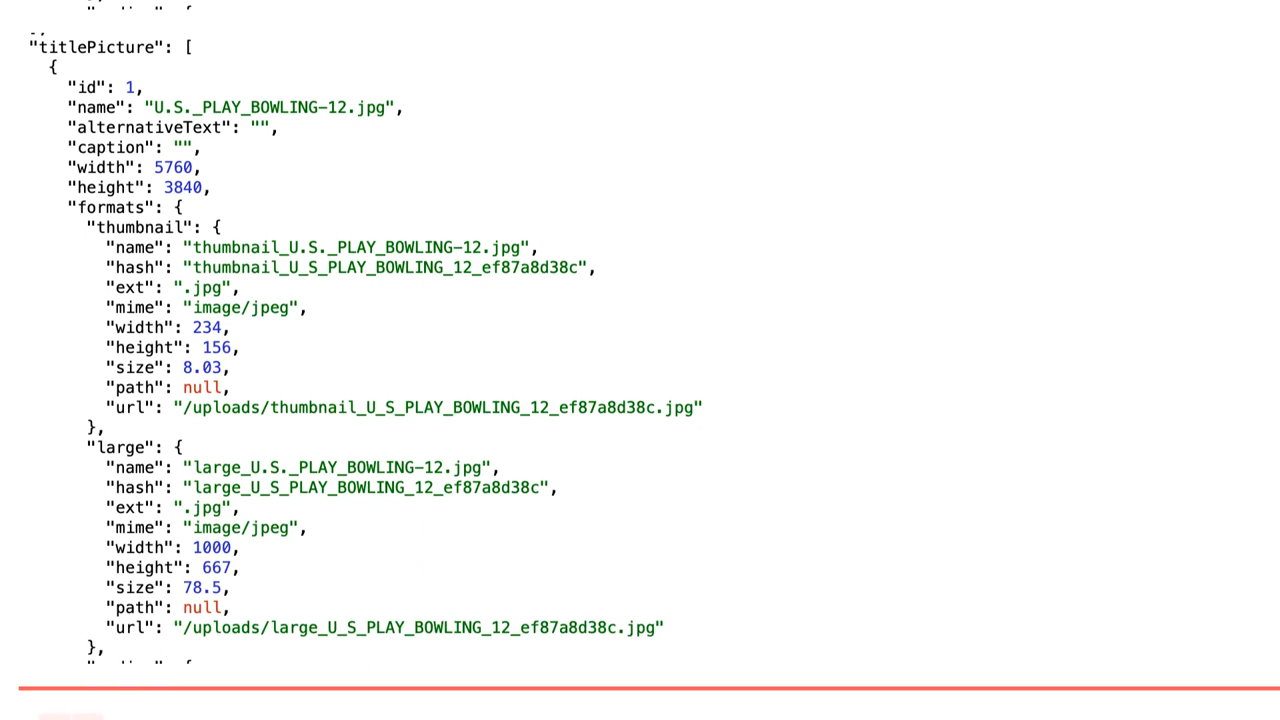 "titlePicture": [
{
"id": 1,
"name": "U.S._PLAY_BOWLING-12.jpg",
"alternativeText": "",
"caption": "",
"width": 5760,
"height": 3840,
"formats": {
"thumbnail": {
"name": "thumbnail_U.S._PLAY_BOWLING-12.jpg",
"hash": "thumbnail_U_S_PLAY_BOWLING_12_ef87a8d38c",
"ext": ".jpg",
"mime": "image/jpeg",
"width": 234,
"height": 156,
"size": 8.03,
"path": null,
"url": "/uploads/thumbnail_U_S_PLAY_BOWLING_12_ef87a8d38c.jpg"
},
"large": {
"name": "large_U.S._PLAY_BOWLING-12.jpg",
"hash": "large_U_S_PLAY_BOWLING_12_ef87a8d38c",
"ext": ".jpg",
"mime": "image/jpeg",
"width": 1000,
"height": 667,
"size": 78.5,
"path": null,
"url": "/uploads/large_U_S_PLAY_BOWLING_12_ef87a8d38c.jpg"
},